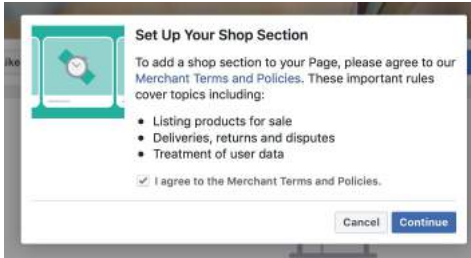 Set Up Your Shop Section
To add a shop section to your Page, please agree to our
Merchant Terms and Policies. These important rules
cover topics including:
• Listing products for sale
• Deliveries, returns and disputes
• Treatment of user data
I agree to the Merchant Terms and Policies.
Cancel Continue